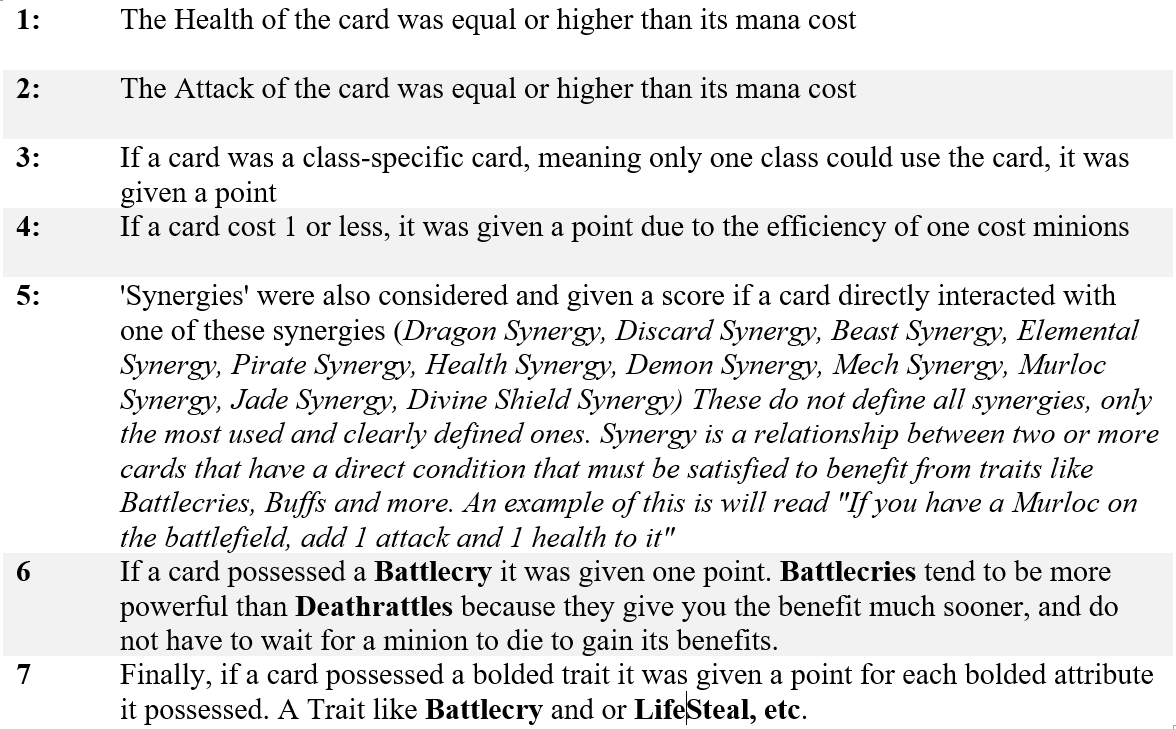 1: The Health of the card was equal or higher than its mana cost
2: The Attack of the card was equal or higher than its mana cost
3: If a card was a class-specific card, meaning only one class could use the card, it was
given a point
4: If a card cost 1 or less, it was given a point due to the efficiency of one cost minions
5: 'Synergies' were also considered and given a score if a card directly interacted with
one of these synergies (Dragon Synergy, Discard Synergy, Beast Synergy, Elemental
Synergy, Pirate Synergy, Health Synergy, Demon Synergy, Mech Synergy, Murloc
Synergy, Jade Synergy, Divine Shield Synergy) These do not define all synergies, only
the most used and clearly defined ones. Synergy is a relationship between two or more
cards that have a direct condition that must be satisfied to benefit from traits like
Battlecries, Buffs and more. An example of this is will read "If you have a Murloc on
the battlefield, add 1 attack and 1 health to it"
6 If a card possessed a Battlecry it was given one point. Battlecries tend to be more
powerful than Deathrattles because they give you the benefit much sooner, and do
not have to wait for a minion to die to gain its benefits.
7 Finally, if a card possessed a bolded trait it was given a point for each bolded attribute
it possessed. A Trait like Battlecry and or LifeSteal, etc.